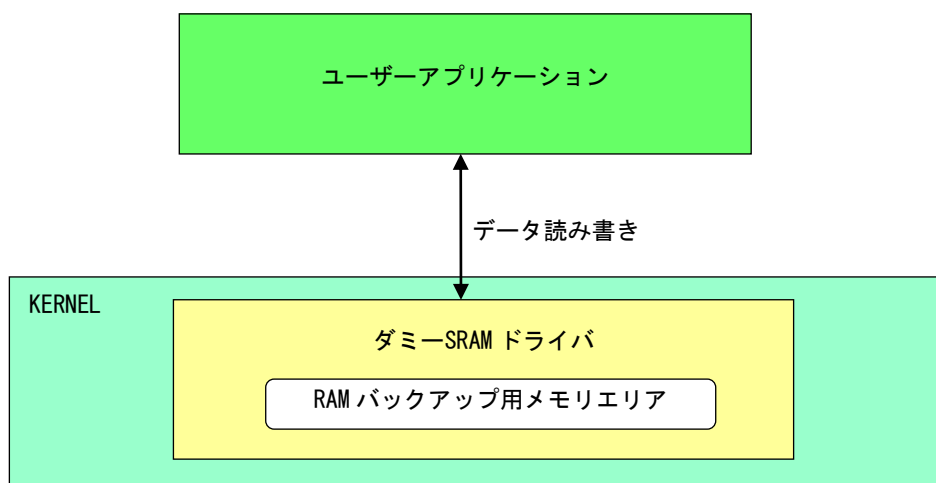 ユーザーアプリケーション
データ読み書き
KERNEL
ダミーSRAM ドライバ
RAM バックアップ用メモリエリア